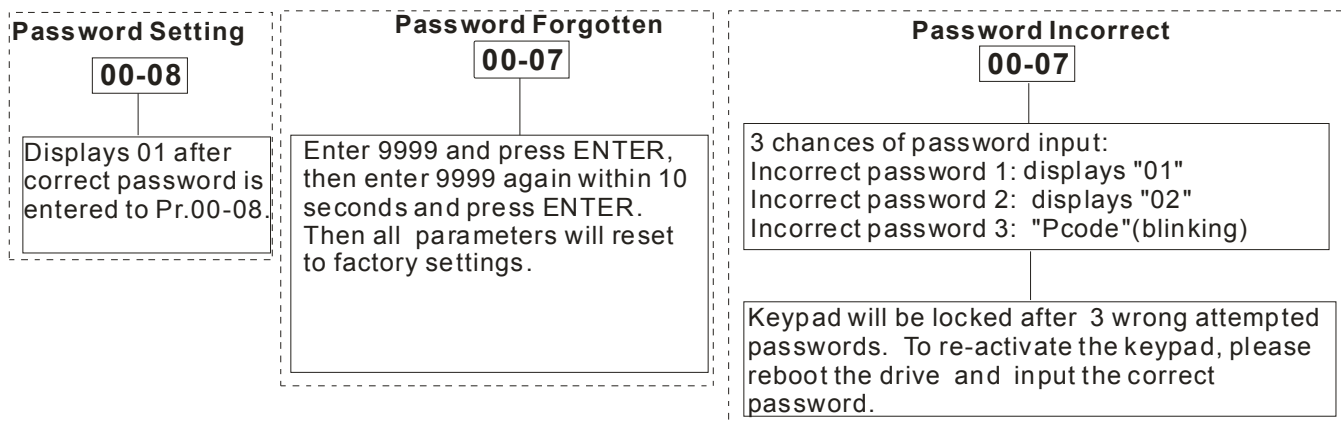 Password Setting
00-08
Displays 01 after
correct password is
entered to Pr.00-08.
Password Forgotten
00-07
Enter 9999 and press ENTER,
then enter 9999 again within 10
seconds and press ENTER.
Then all parameters will reset
to factory settings.
Password Incorrect
00-07
3 chances of password input:
Incorrect password 1: displays "01"
Incorrect password 2: displays "02"
Incorrect password 3: "Pcode"(blinking)
Keypad will be locked after 3 wrong attempted
passwords. To re-activate the keypad, please
reboot the drive and input the correct
password.